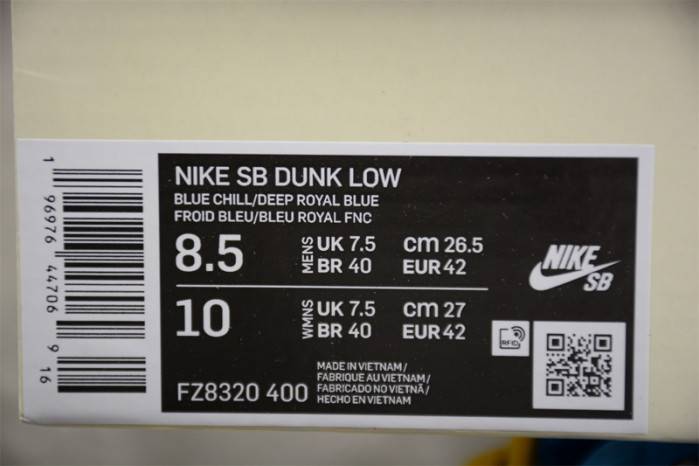 NIKE SB DUNK LOW
BLUE CHILL/DEEP ROYAL BLUE
FROID BLEU/BLEU ROYAL FNC
8.5 MENS UK 7.5 cm 26.5
BR 40 EUR 42
10 WMNS UK 7.5 cm 27
BR 40 EUR 42
NIKE
SB
RFID
FZ8320 400
MADE IN VIETNAM/
FABRIQUE AU VIETNAM/
FABRICADO NO VIETNÃ/
HECHO EN VIETNAM
1 96976 44706 9 16